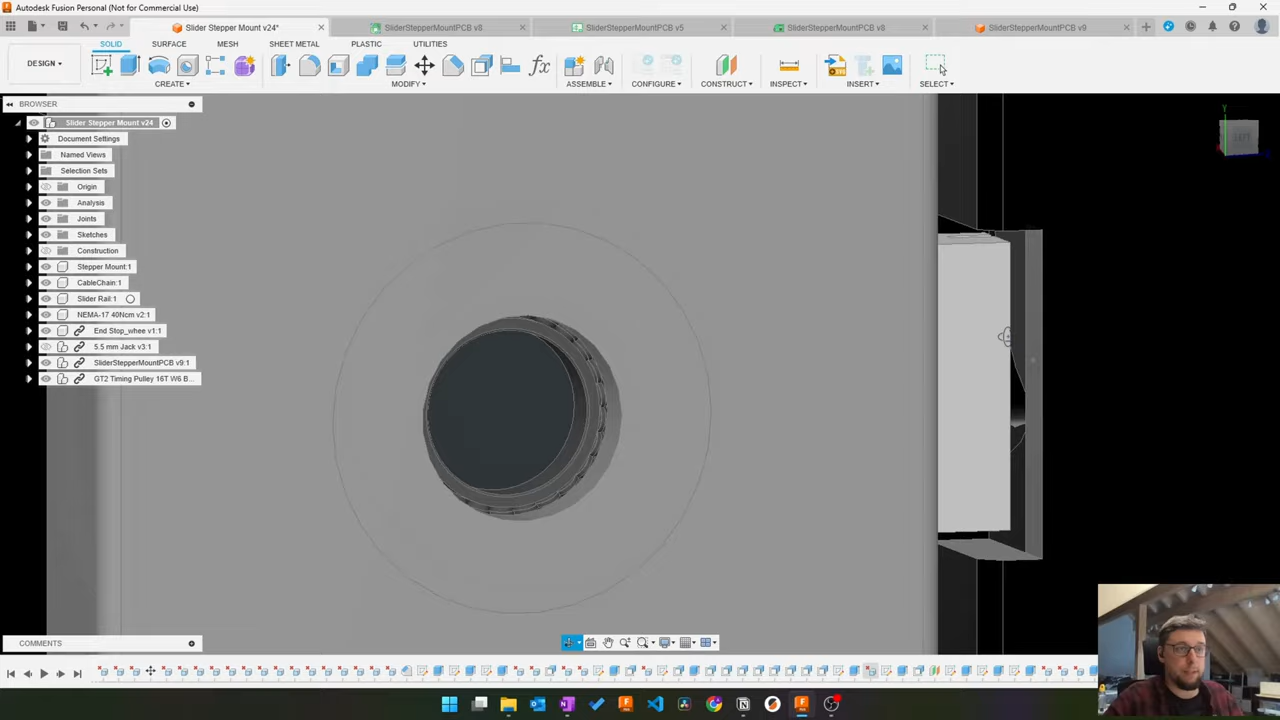 Autodesk Fusion Personal (Not for Commercial Use)
Slider Stepper Mount v24*
SliderStepperMountPCB v8
SliderStepperMountPCB v5
SliderStepperMountPCB v8
SliderStepperMountPCB v9
SOLID SURFACE MESH SHEET METAL PLASTIC UTILITIES
DESIGN
CREATE MODIFY ASSEMBLE CONFIGURE CONSTRUCT INSPECT INSERT SELECT
BROWSER
Slider Stepper Mount v24
Document Settings
Named Views
Selection Sets
Origin
Analysis
Joints
Sketches
Construction
Stepper Mount:1
CableChain:1
Slider Rail:1
NEMA-17 40Ncm v2:1
End Stop_whee v1:1
5.5 mm Jack v3:1
SliderStepperMountPCB v9:1
GT2 Timing Pulley 16T W6 B...
Y
LEFT
COMMENTS